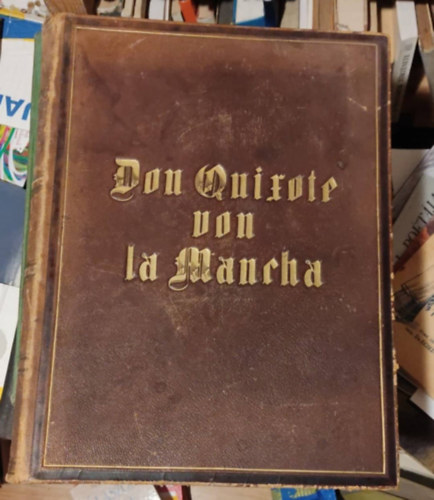 Don Quixote
von
la Mancha